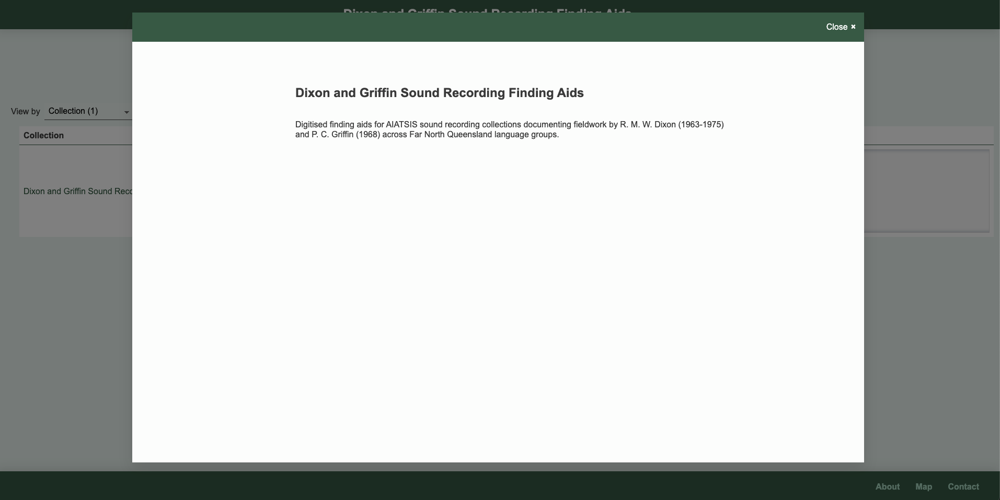 Dixon and Griffin Sound Recording Finding Aids
Close ✖
Dixon and Griffin Sound Recording Finding Aids
Digitised finding aids for AIATSIS sound recording collections documenting fieldwork by R. M. W. Dixon (1963-1975)
and P. C. Griffin (1968) across Far North Queensland language groups.
View by Collection (1)
Collection
Dixon and Griffin Sound Reco
About Map Contact